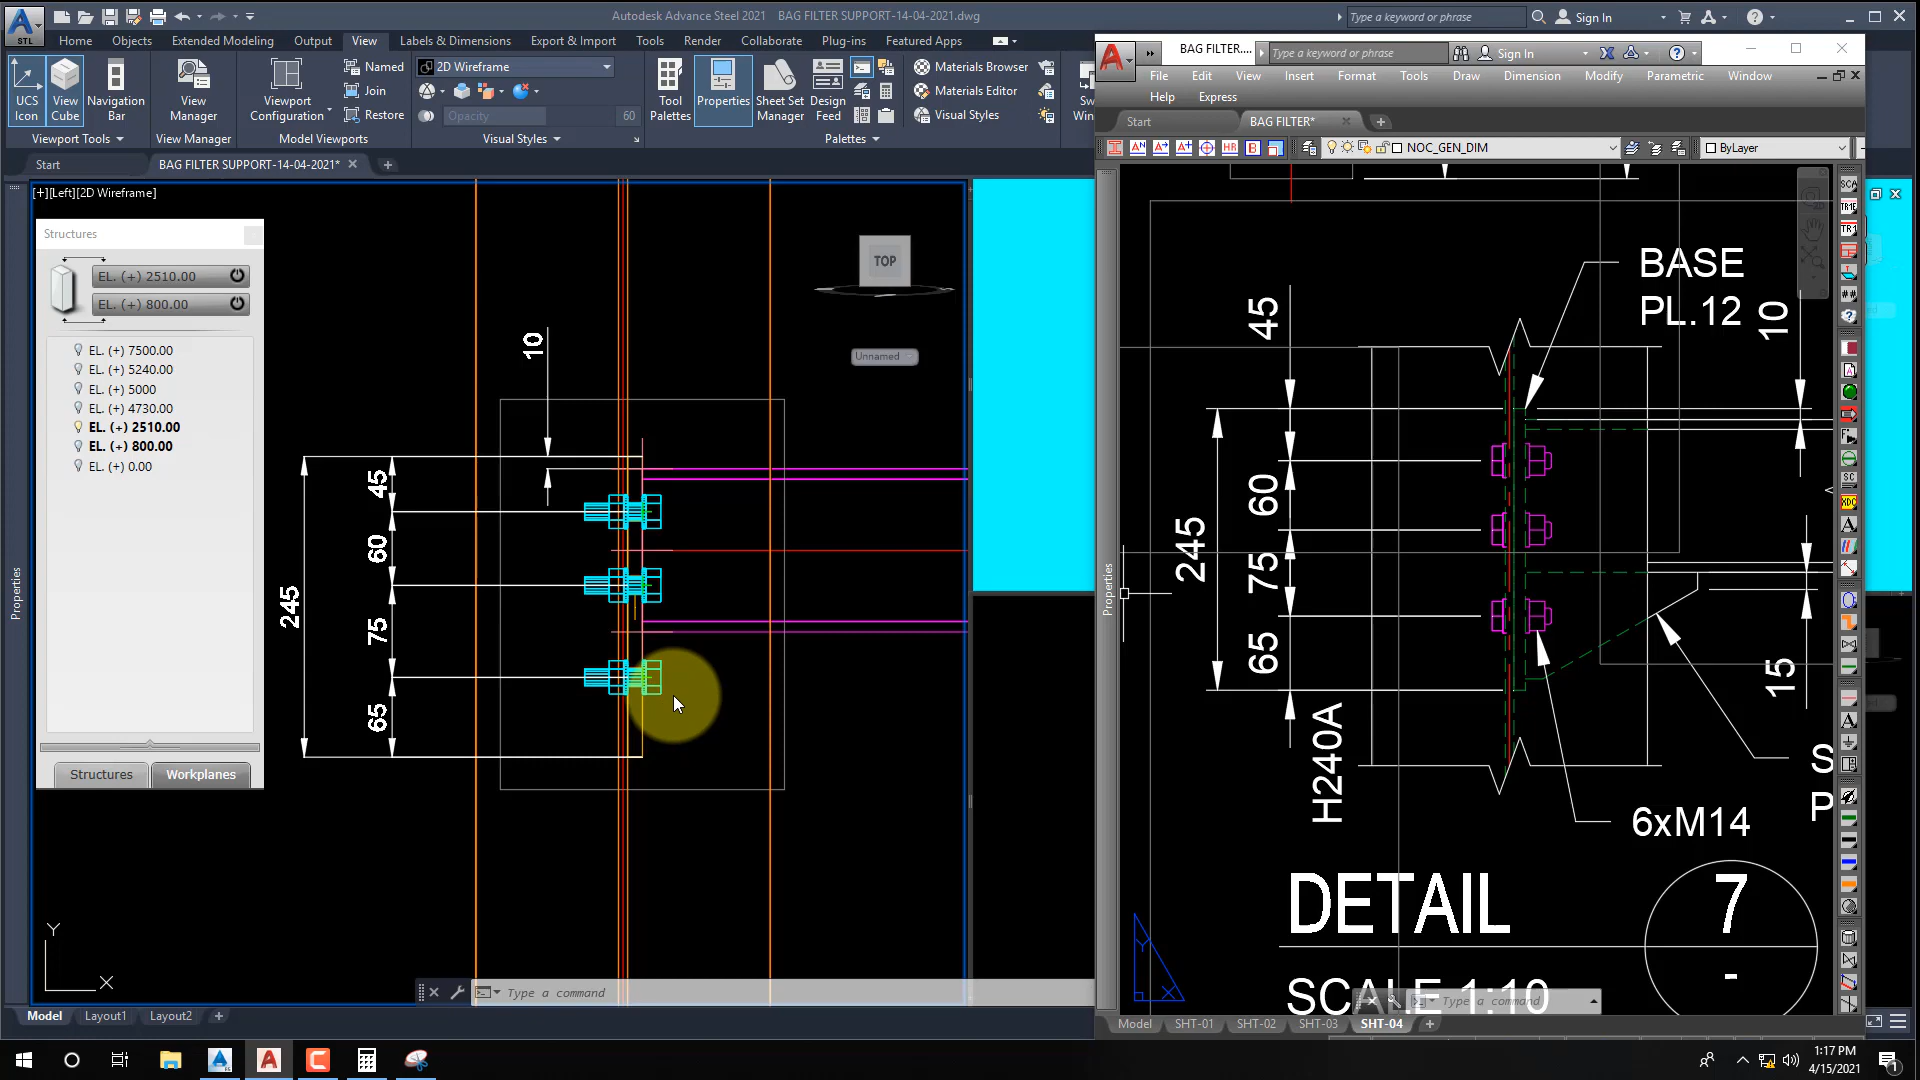 STL
Autodesk Advance Steel 2021 BAG FILTER SUPPORT-14-04-2021.dwg
Type a keyword or phrase
Sign In
Home Objects Extended Modeling Output View Labels & Dimensions Export & Import Tools Render Collaborate Plug-ins Featured Apps
UCS Icon
View Cube
Navigation Bar
Viewport Tools
View Manager
View Manager
Viewport Configuration
Named
Join
Restore
Model Viewports
2D Wireframe
Opacity 60
Visual Styles
Tool Palettes
Properties
Sheet Set Manager
Design Feed
Materials Browser
Materials Editor
Visual Styles
Palettes
Start
BAG FILTER SUPPORT-14-04-2021*
[+][Left][2D Wireframe]
Structures
EL. (+) 2510.00
EL. (+) 800.00
EL. (+) 7500.00
EL. (+) 5240.00
EL. (+) 5000
EL. (+) 4730.00
EL. (+) 2510.00
EL. (+) 800.00
EL. (+) 0.00
Structures Workplanes
Properties
10
45
60
75
65
245
TOP
Unnamed
Y
X
Type a command
Model Layout1 Layout2
BAG FILTER....
Type a keyword or phrase
Sign In
File Edit View Insert Format Tools Draw Dimension Modify Parametric Window
Help Express
Start
BAG FILTER*
NOC_GEN_DIM
ByLayer
Properties
BASE
PL.12
10
45
60
75
65
245
15
H240A
S
P
6xM14
DETAIL
7
-
SCALE 1:10
Y
X
Type a command
Model SHT-01 SHT-02 SHT-03 SHT-04
1:17 PM
4/15/2021
1